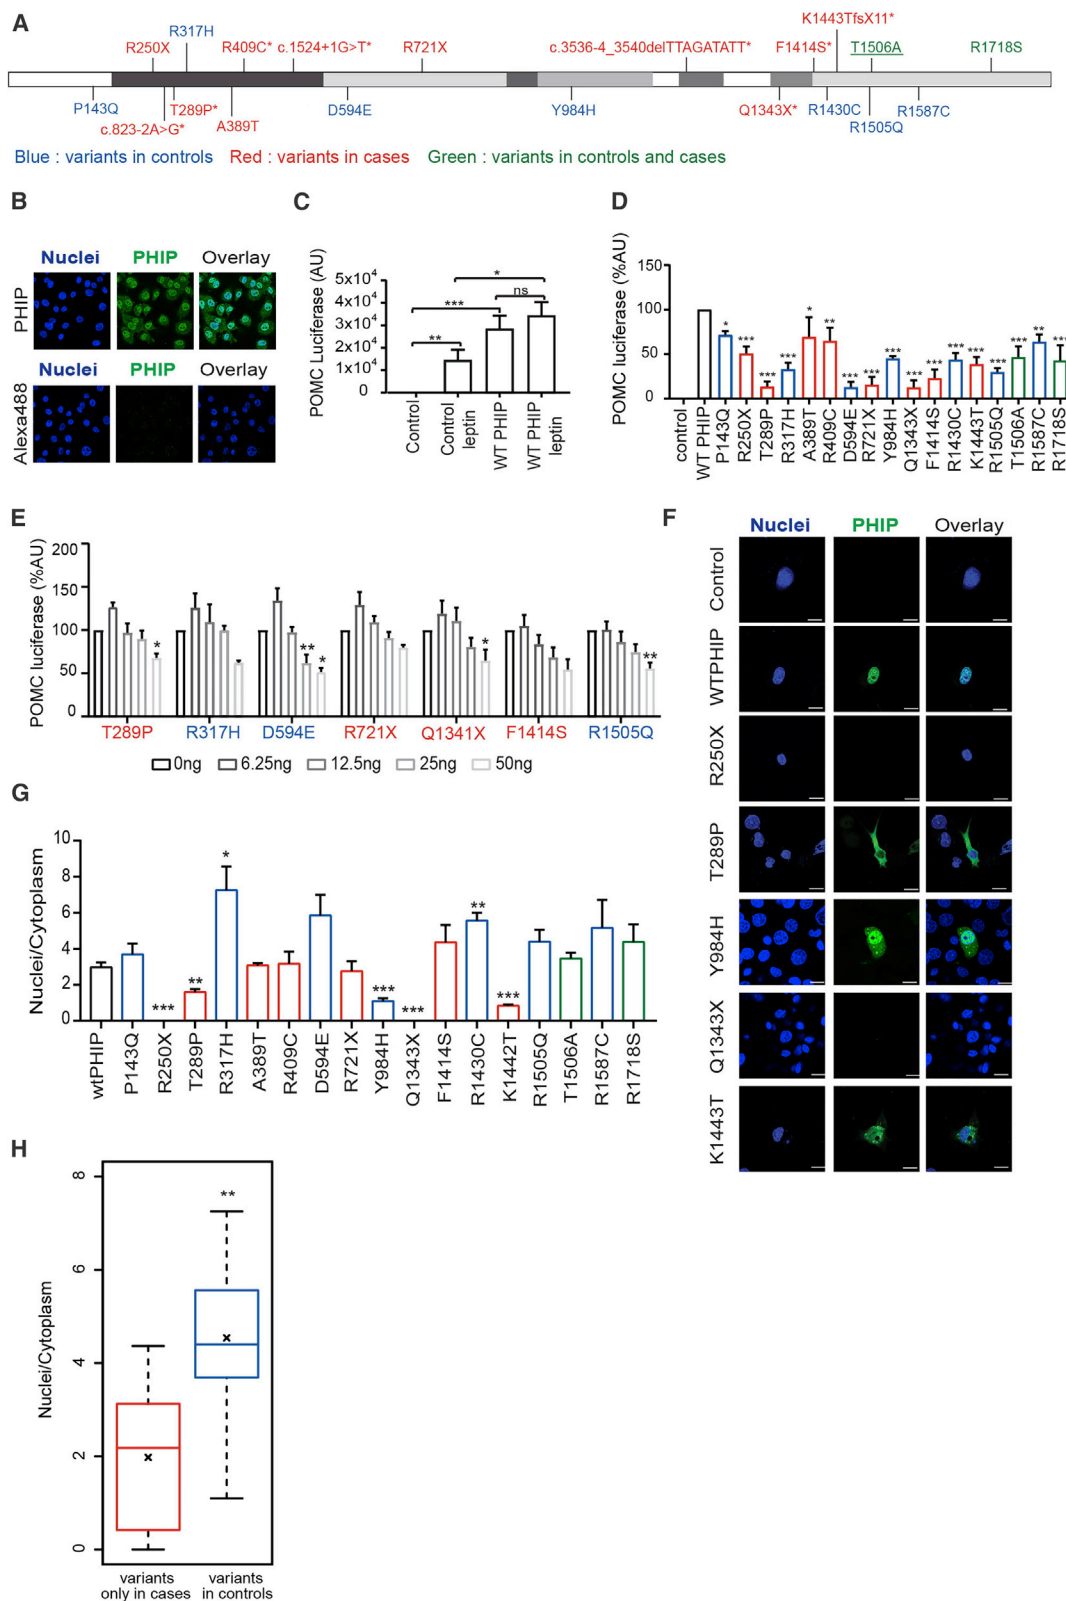 A
K1443TfsX11*
R317H
R250X R409C* c.1524+1G>T* R721X c.3536-4_3540delTTAGATATT* F1414S* T1506A R1718S
P143Q T289P* D594E Y984H Q1343X* R1430C R1587C
c.823-2A>G* A389T R1505Q
Blue : variants in controls Red : variants in cases Green : variants in controls and cases
B
Nuclei PHIP Overlay
PHIP
Nuclei PHIP Overlay
Alexa488
C
POMC Luciferase (AU)
5x10⁴
4x10⁴
3x10⁴
2x10⁴
1x10⁴
0
*
ns
***
**
Control
Control leptin
WT PHIP
WT PHIP leptin
D
POMC luciferase (%AU)
150
100
50
0
* *** *** *** * ** *** *** *** *** *** *** *** *** *** ** ***
control
WT PHIP
P143Q
R250X
T289P
R317H
A389T
R409C
D594E
R721X
Y984H
Q1343X
F1414S
R1430C
K1443T
R1505Q
T1506A
R1587C
R1718S
E
POMC luciferase (%AU)
200
150
100
50
0
* ** * * **
T289P R317H D594E R721X Q1341X F1414S R1505Q
0ng 6.25ng 12.5ng 25ng 50ng
F
Nuclei PHIP Overlay
Control
WTPHIP
R250X
T289P
Y984H
Q1343X
K1443T
G
Nuclei/Cytoplasm
10
8
6
4
2
0
*** ** * *** *** ** ***
wtPHIP
P143Q
R250X
T289P
R317H
A389T
R409C
D594E
R721X
Y984H
Q1343X
F1414S
R1430C
K1442T
R1505Q
T1506A
R1587C
R1718S
H
Nuclei/Cytoplasm
8
6
4
2
0
**
x
x
variants only in cases
variants in controls